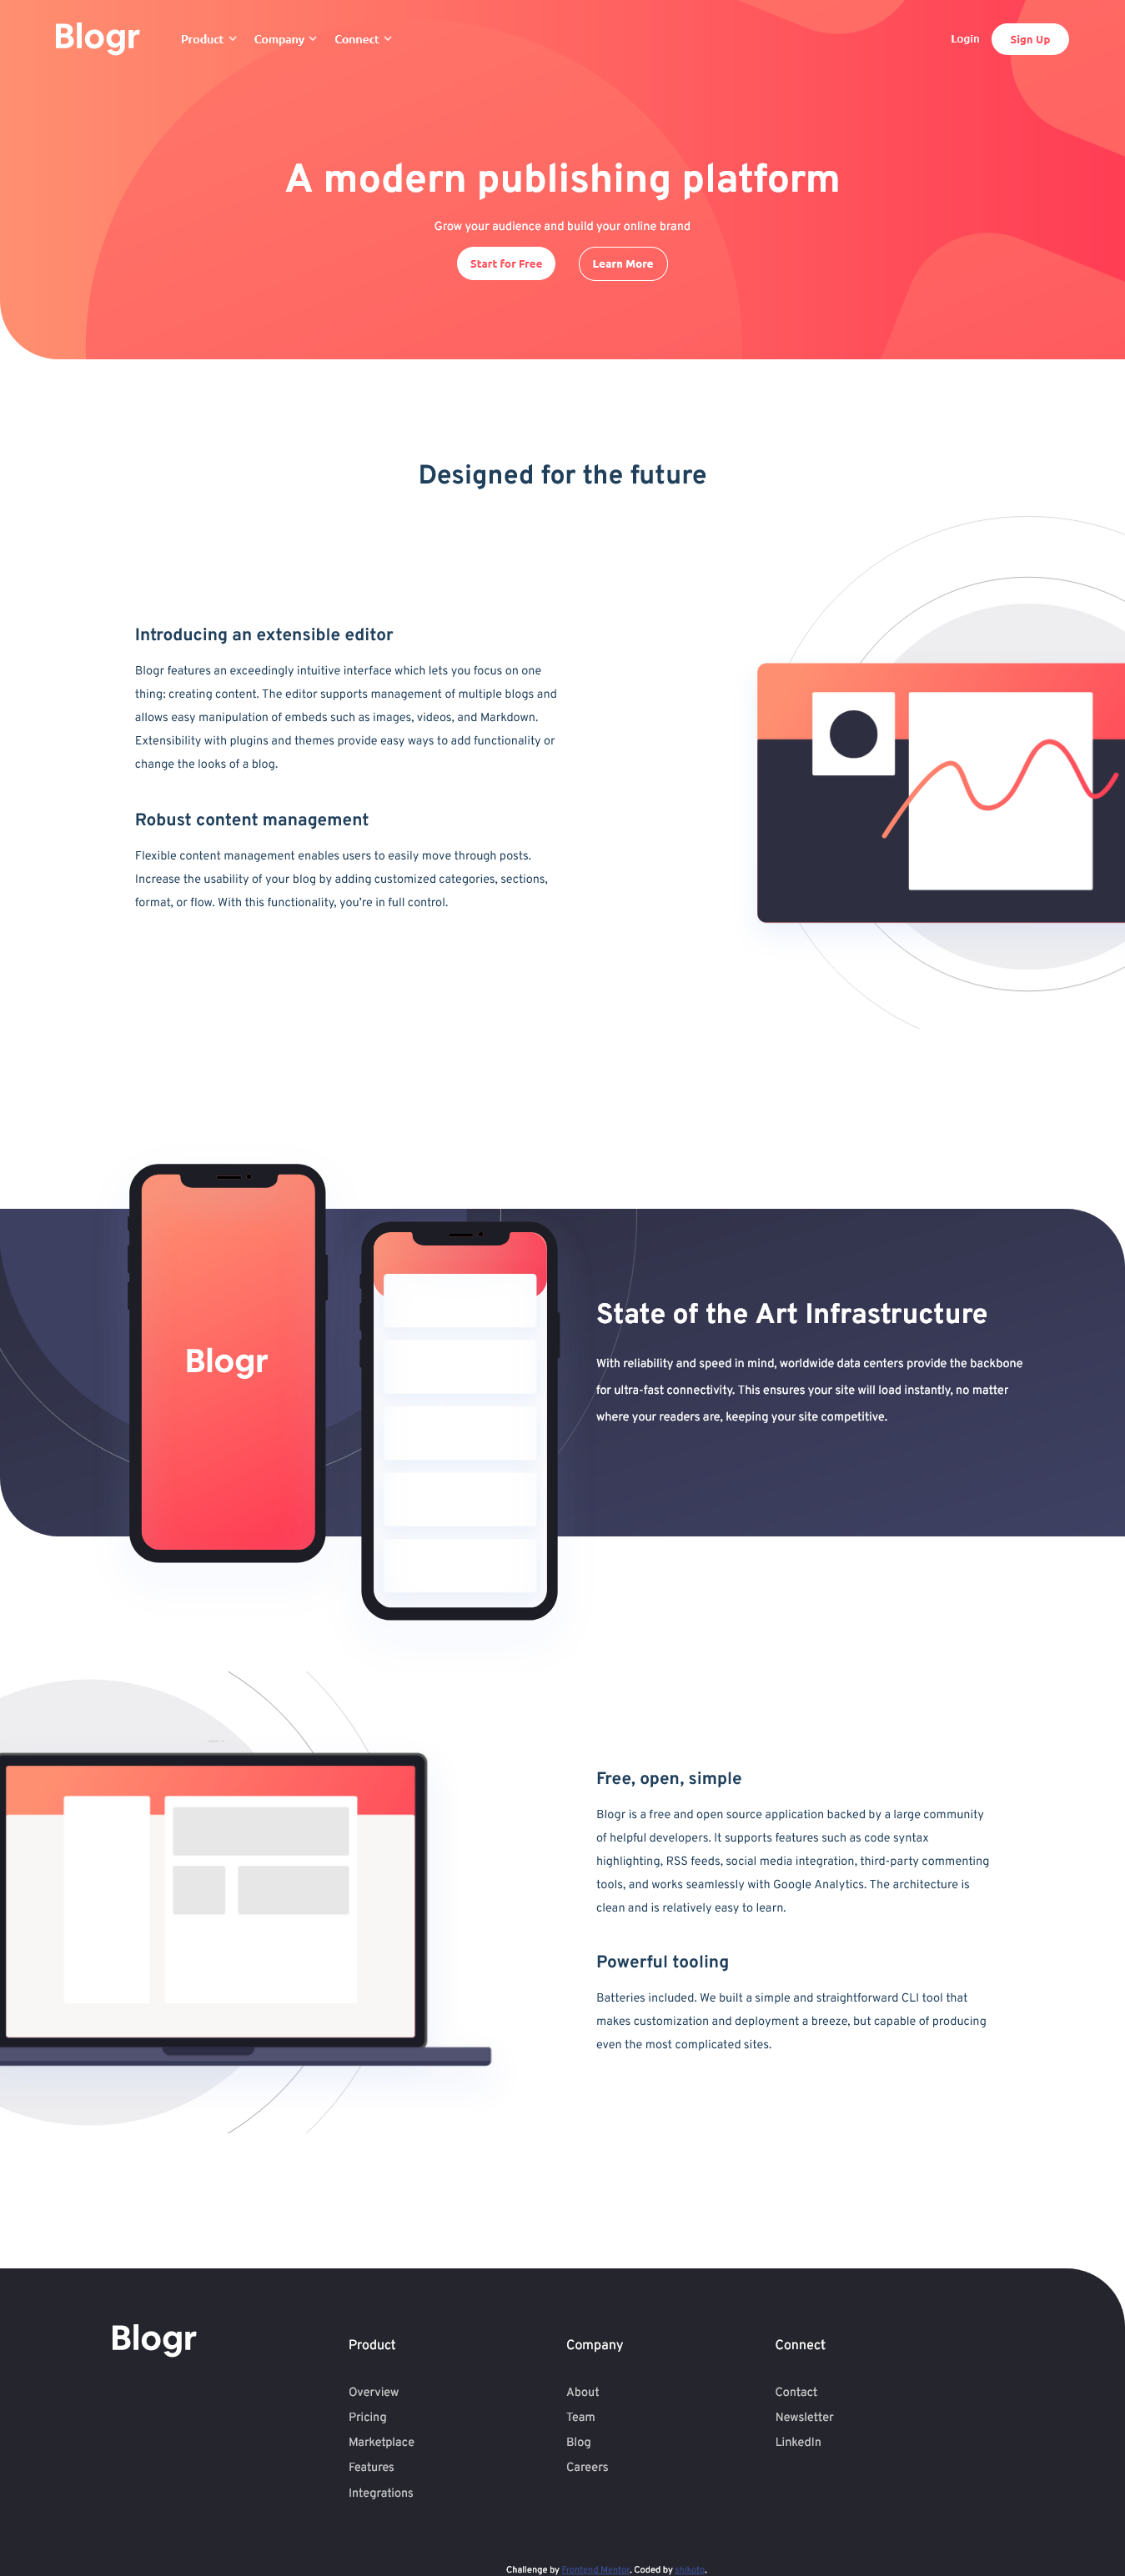 Blogr Product Company Connect Login Sign Up
A modern publishing platform
Grow your audience and build your online brand
Start for Free Learn More
Designed for the future
Introducing an extensible editor
Blogr features an exceedingly intuitive interface which lets you focus on one
thing: creating content. The editor supports management of multiple blogs and
allows easy manipulation of embeds such as images, videos, and Markdown.
Extensibility with plugins and themes provide easy ways to add functionality or
change the looks of a blog.
Robust content management
Flexible content management enables users to easily move through posts.
Increase the usability of your blog by adding customized categories, sections,
format, or flow. With this functionality, you're in full control.
Blogr
State of the Art Infrastructure
With reliability and speed in mind, worldwide data centers provide the backbone
for ultra-fast connectivity. This ensures your site will load instantly, no matter
where your readers are, keeping your site competitive.
Free, open, simple
Blogr is a free and open source application backed by a large community
of helpful developers. It supports features such as code syntax
highlighting, RSS feeds, social media integration, third-party commenting
tools, and works seamlessly with Google Analytics. The architecture is
clean and is relatively easy to learn.
Powerful tooling
Batteries included. We built a simple and straightforward CLI tool that
makes customization and deployment a breeze, but capable of producing
even the most complicated sites.
Blogr
Product
Overview
Pricing
Marketplace
Features
Integrations
Company
About
Team
Blog
Careers
Connect
Contact
Newsletter
LinkedIn
Challenge by Frontend Mentor. Coded by shikoto.